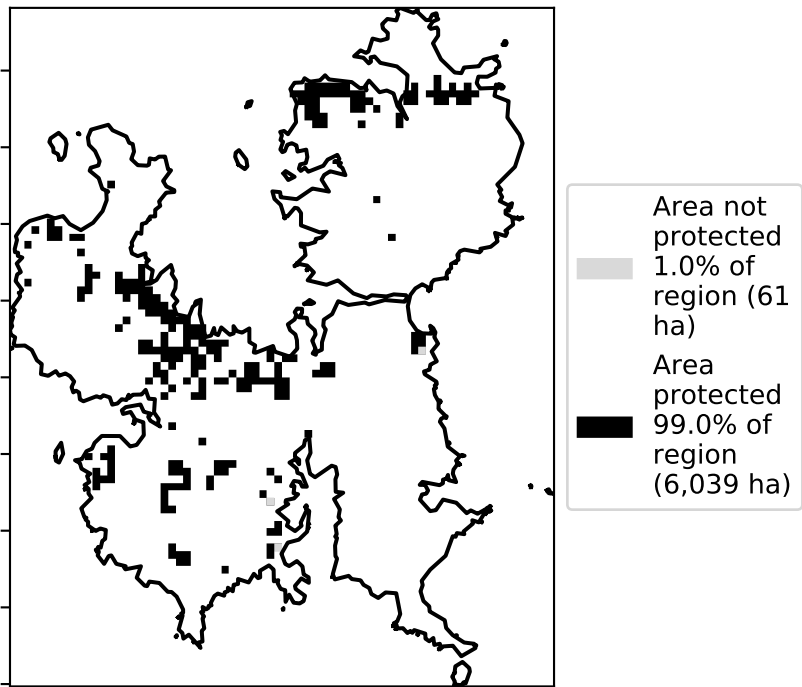 Area not
protected
1.0% of
region (61
ha)
Area
protected
99.0% of
region
(6,039 ha)